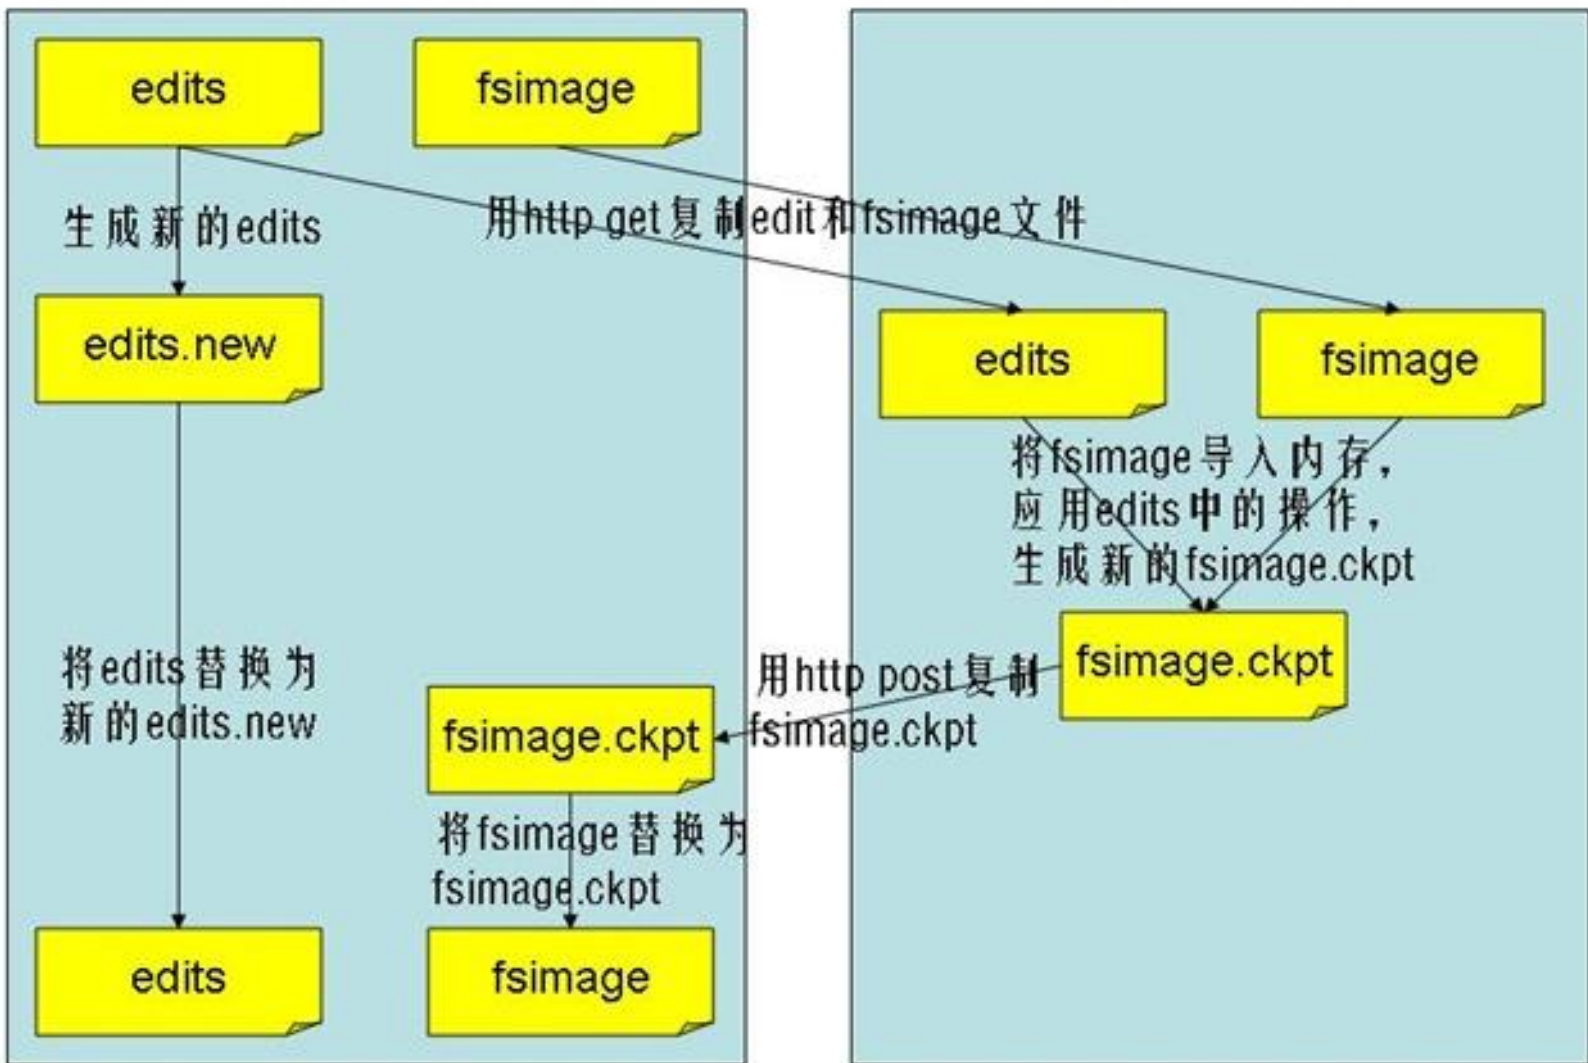 edits
fsimage
生成新的edits
用http get复制edit和fsimage文件
edits.new
edits
fsimage
将fsimage导入内存，
应用edits中的操作，
生成新的fsimage.ckpt
将edits替换为
新的edits.new
fsimage.ckpt
用http post复制
fsimage.ckpt
fsimage.ckpt
将fsimage替换为
fsimage.ckpt
edits
fsimage